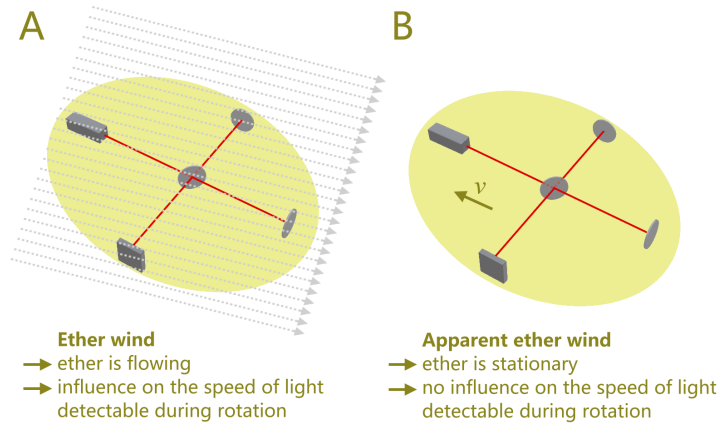 A
B
v
Ether wind
→ ether is flowing
→ influence on the speed of light
detectable during rotation
Apparent ether wind
→ ether is stationary
→ no influence on the speed of light
detectable during rotation